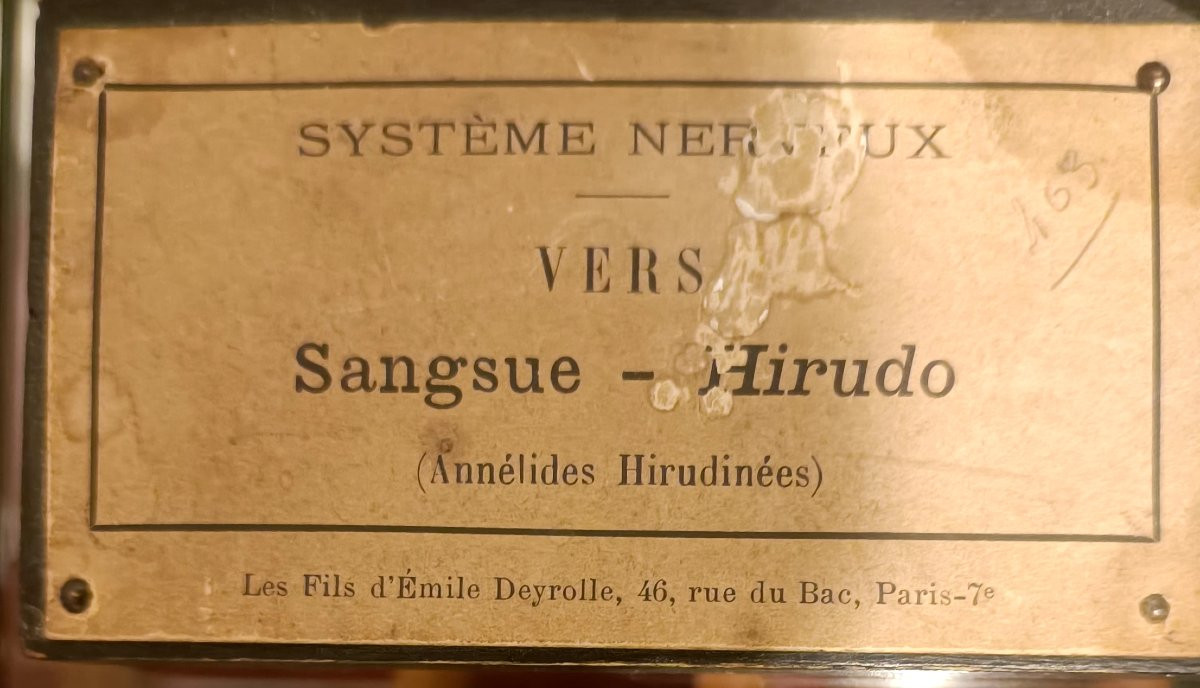 SYSTÈME NERVEUX
VERS
Sangsue - Hirudo
(Annélides Hirudinées)
Les Fils d'Émile Deyrolle, 46, rue du Bac, Paris-7e